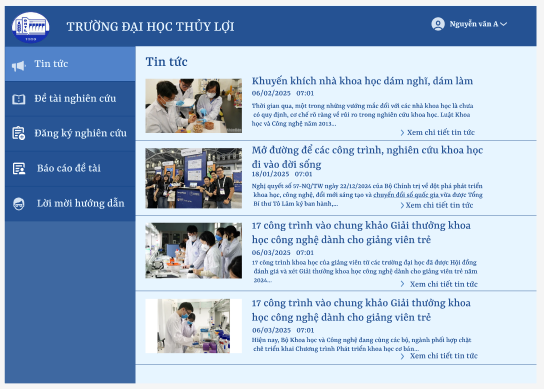 TRƯỜNG ĐẠI HỌC THỦY LỢI
Nguyễn văn A
Tin tức
Đề tài nghiên cứu
Đăng ký nghiên cứu
Báo cáo đề tài
Lời mời hướng dẫn
Tin tức
Khuyến khích nhà khoa học dám nghĩ, dám làm
06/02/2025 07:01
Thời gian qua, một trong những vướng mắc đối với các nhà khoa học là chưa
có quy định, cơ chế rõ ràng về rủi ro trong nghiên cứu khoa học. Luật Khoa
học và Công nghệ năm 2013...
Xem chi tiết tin tức
Mở đường để các công trình, nghiên cứu khoa học
đi vào đời sống
18/01/2025 07:01
Nghị quyết số 57-NQ/TW ngày 22/12/2024 của Bộ Chính trị về đột phá phát triển
khoa học, công nghệ, đổi mới sáng tạo và chuyển đổi số quốc gia vừa được Tổng
Bí thư Tô Lâm ký ban hành,...
Xem chi tiết tin tức
17 công trình vào chung khảo Giải thưởng khoa
học công nghệ dành cho giảng viên trẻ
06/03/2025 07:01
17 công trình khoa học của giảng viên từ các trường đại học đã được Hội đồng
đánh giá và xét Giải thưởng khoa học công nghệ dành cho giảng viên trẻ năm
2024...
Xem chi tiết tin tức
17 công trình vào chung khảo Giải thưởng khoa
học công nghệ dành cho giảng viên trẻ
06/03/2025 07:01
Hiện nay, Bộ Khoa học và Công nghệ đang cùng các bộ, ngành phối hợp chặt
chẽ triển khai Chương trình Phát triển khoa học cơ bản...
Xem chi tiết tin tức